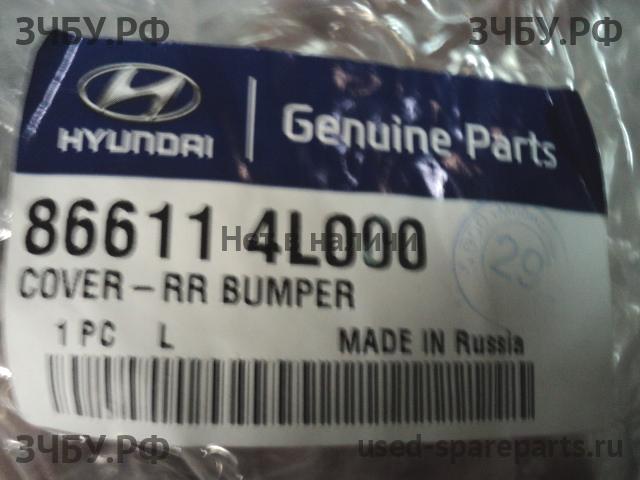 ЗЧБУ.РФ
ЗЧБУ.РФ
HYUNDAI
Genuine Parts
86611 4L000
Нет в наличии
29
COVER-RR BUMPER
1 PC L
MADE IN Russia
ЗЧБУ.РФ
used-spareparts.ru